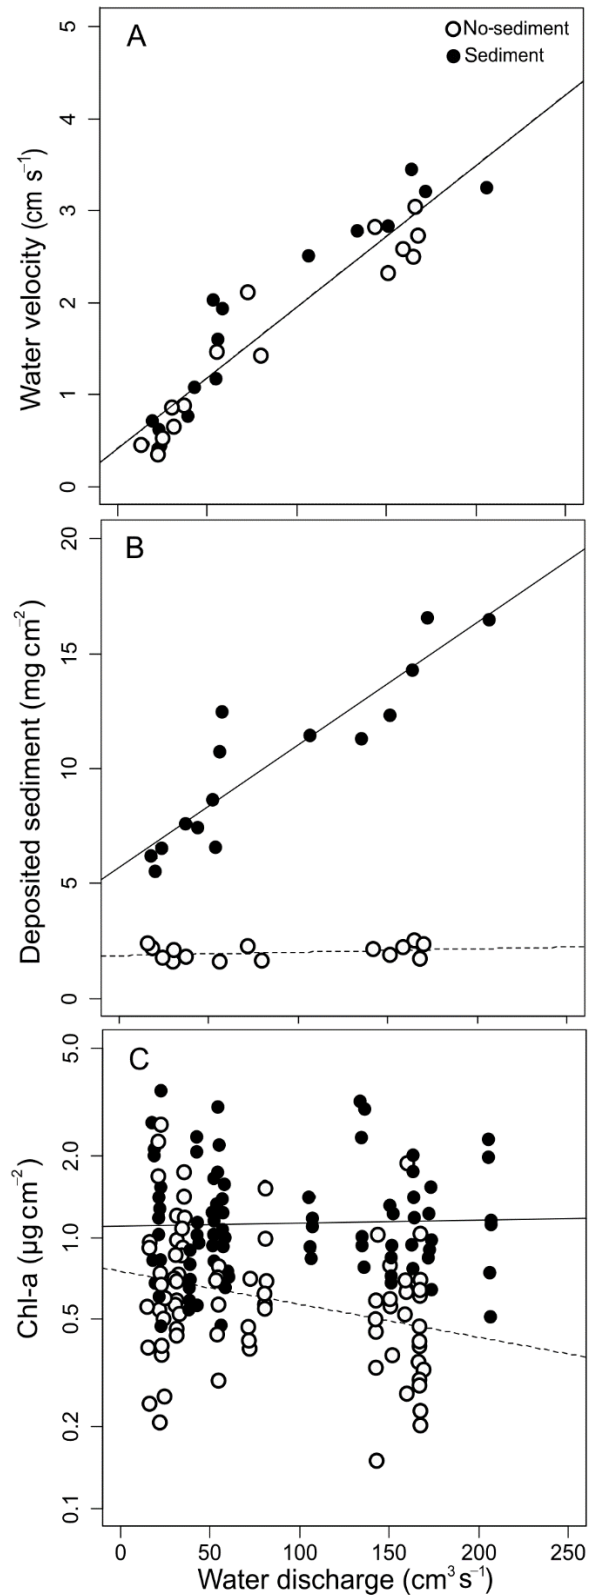 A
No-sediment
Sediment
Water velocity (cm s⁻¹)
5
4
3
2
1
0
B
Deposited sediment (mg cm⁻²)
20
15
10
5
0
C
Chl-a (µg cm⁻²)
5.0
2.0
1.0
0.5
0.2
0.1
0 50 100 150 200 250
Water discharge (cm³ s⁻¹)